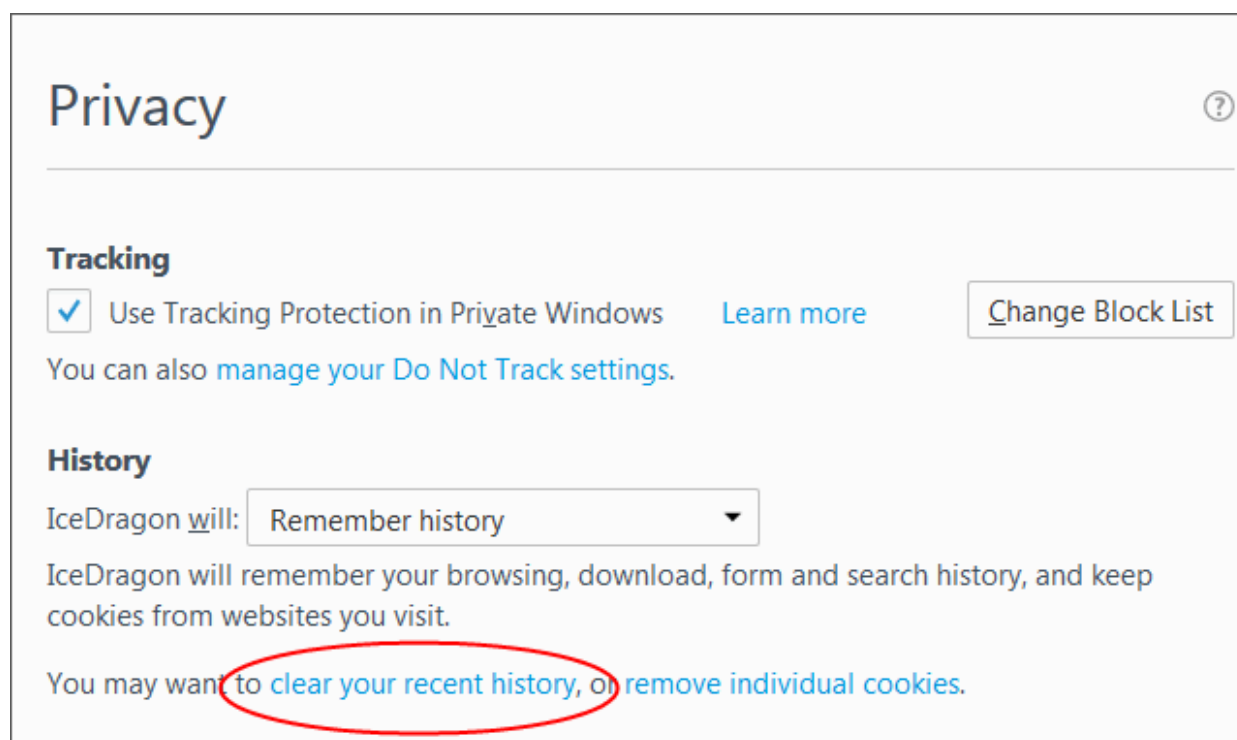 Privacy
?
Tracking
Use Tracking Protection in Private Windows Learn more Change Block List
You can also manage your Do Not Track settings.
History
IceDragon will: Remember history
IceDragon will remember your browsing, download, form and search history, and keep
cookies from websites you visit.
You may want to clear your recent history, or remove individual cookies.